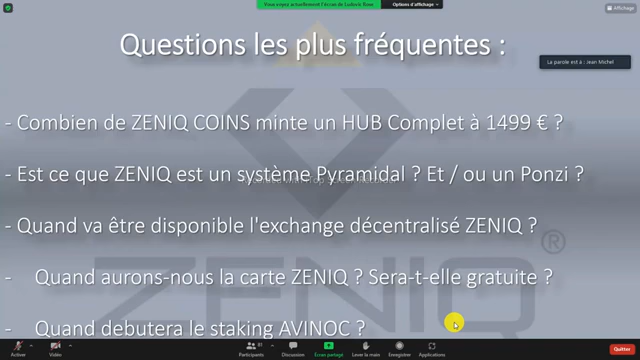 Vous voyez actuellement l'écran de Ludovic
Options d'affichage
Affichage
Questions les plus fréquentes :
La parole est à : Jean Michel
- Combien de ZENIQ COINS minte un HUB Complet à 1499 € ?
- Est ce que ZENIQ est un système Pyramidal ? Et / ou un Ponzi ?
- Quand va être disponible l'exchange décentralisé ZENIQ ?
- Quand aurons-nous la carte ZENIQ ? Sera-t-elle gratuite ?
ZENIQ®
- Quand debutera le staking AVINOC ?
Activer
Vidéo
Participants
Discussion
Écran partagé
Lever la main
Enregistrer
Applications
Quitter